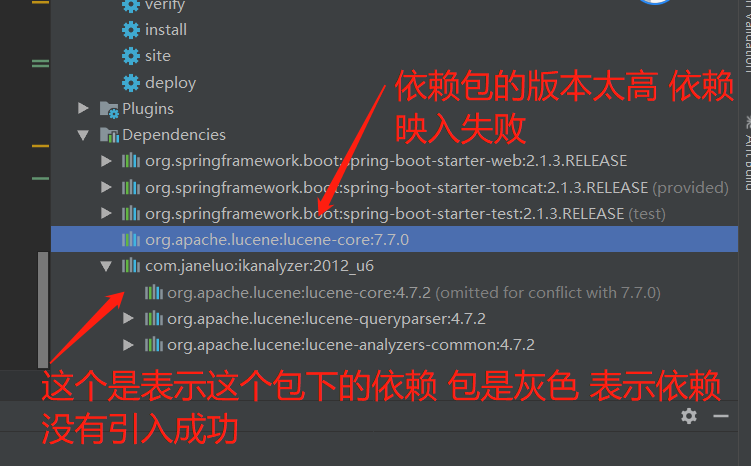 verify
install
site
deploy
Plugins
依赖包的版本太高 依赖
映入失败
Dependencies
org.springframework.boot:spring-boot-starter-web:2.1.3.RELEASE
org.springframework.boot:spring-boot-starter-tomcat:2.1.3.RELEASE (provided)
org.springframework.boot:spring-boot-starter-test:2.1.3.RELEASE (test)
org.apache.lucene:lucene-core:7.7.0
com.janeluo:ikanalyzer:2012_u6
org.apache.lucene:lucene-core:4.7.2 (omitted for conflict with 7.7.0)
org.apache.lucene:lucene-queryparser:4.7.2
org.apache.lucene:lucene-analyzers-common:4.7.2
这个是表示这个包下的依赖 包是灰色 表示依赖
没有引入成功